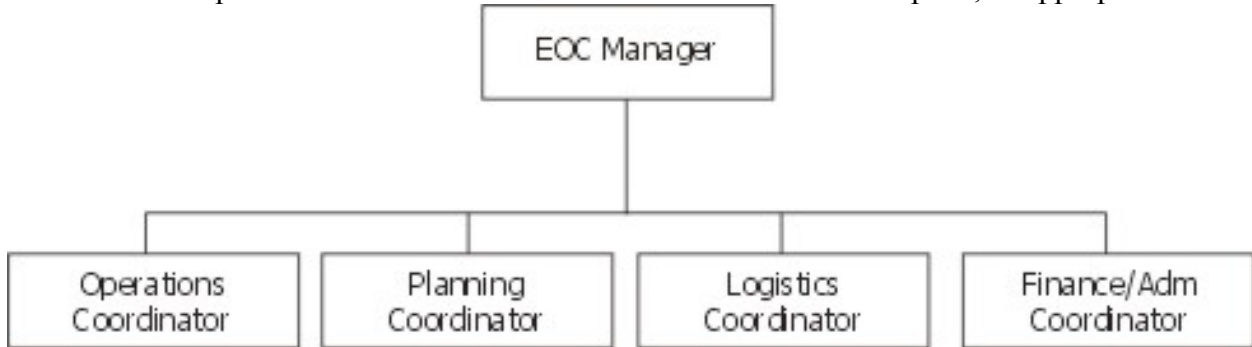 EOC Manager
Operations
Coordinator
Planning
Coordinator
Logistics
Coordinator
Finance/Adm
Coordinator